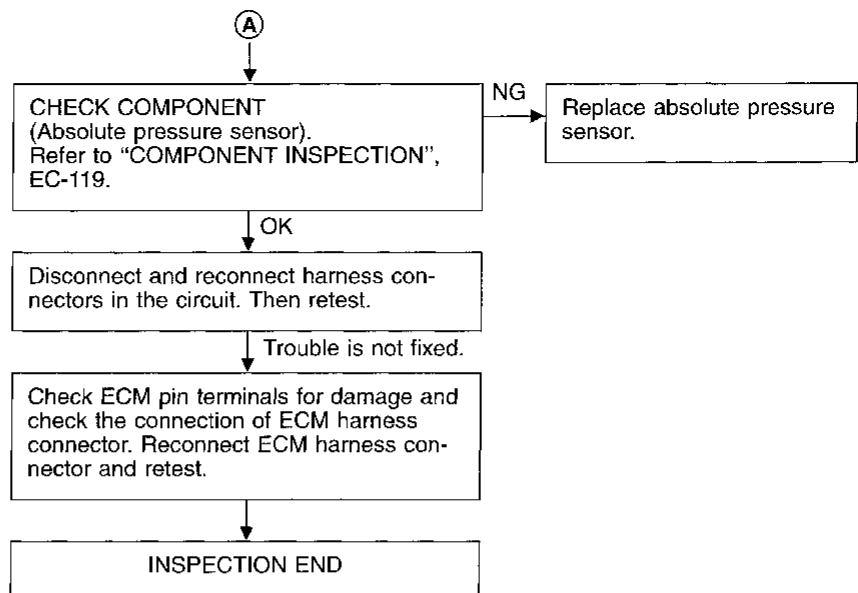 A
CHECK COMPONENT
(Absolute pressure sensor).
Refer to “COMPONENT INSPECTION”,
EC-119.
NG
Replace absolute pressure
sensor.
OK
Disconnect and reconnect harness con-
nectors in the circuit. Then retest.
Trouble is not fixed.
Check ECM pin terminals for damage and
check the connection of ECM harness
connector. Reconnect ECM harness con-
nector and retest.
INSPECTION END